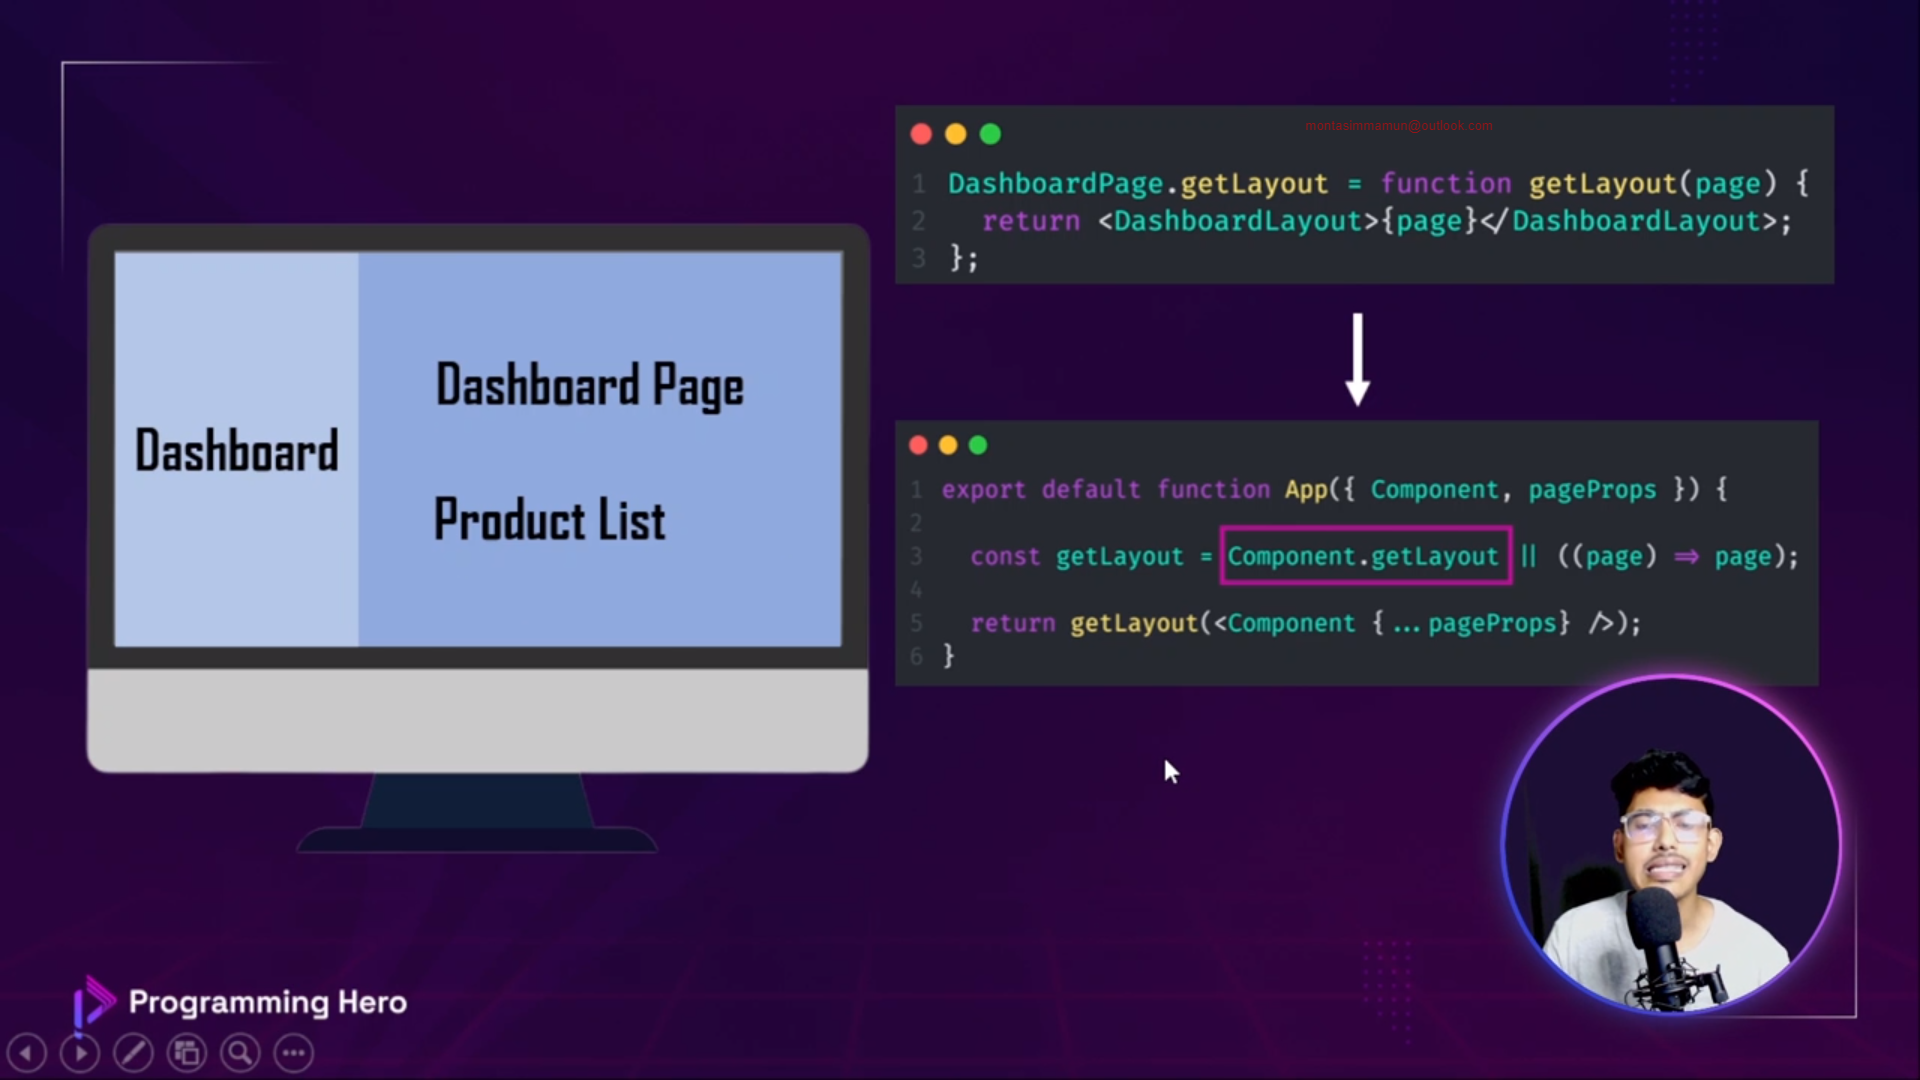 montasimmamun@outlook.com
1 DashboardPage.getLayout = function getLayout(page) {
2 return <DashboardLayout>{page}</DashboardLayout>;
3 };
Dashboard
Dashboard Page
Product List
1 export default function App({ Component, pageProps }) {
2
3 const getLayout = Component.getLayout || ((page) => page);
4
5 return getLayout(<Component {...pageProps} />);
6 }
Programming Hero